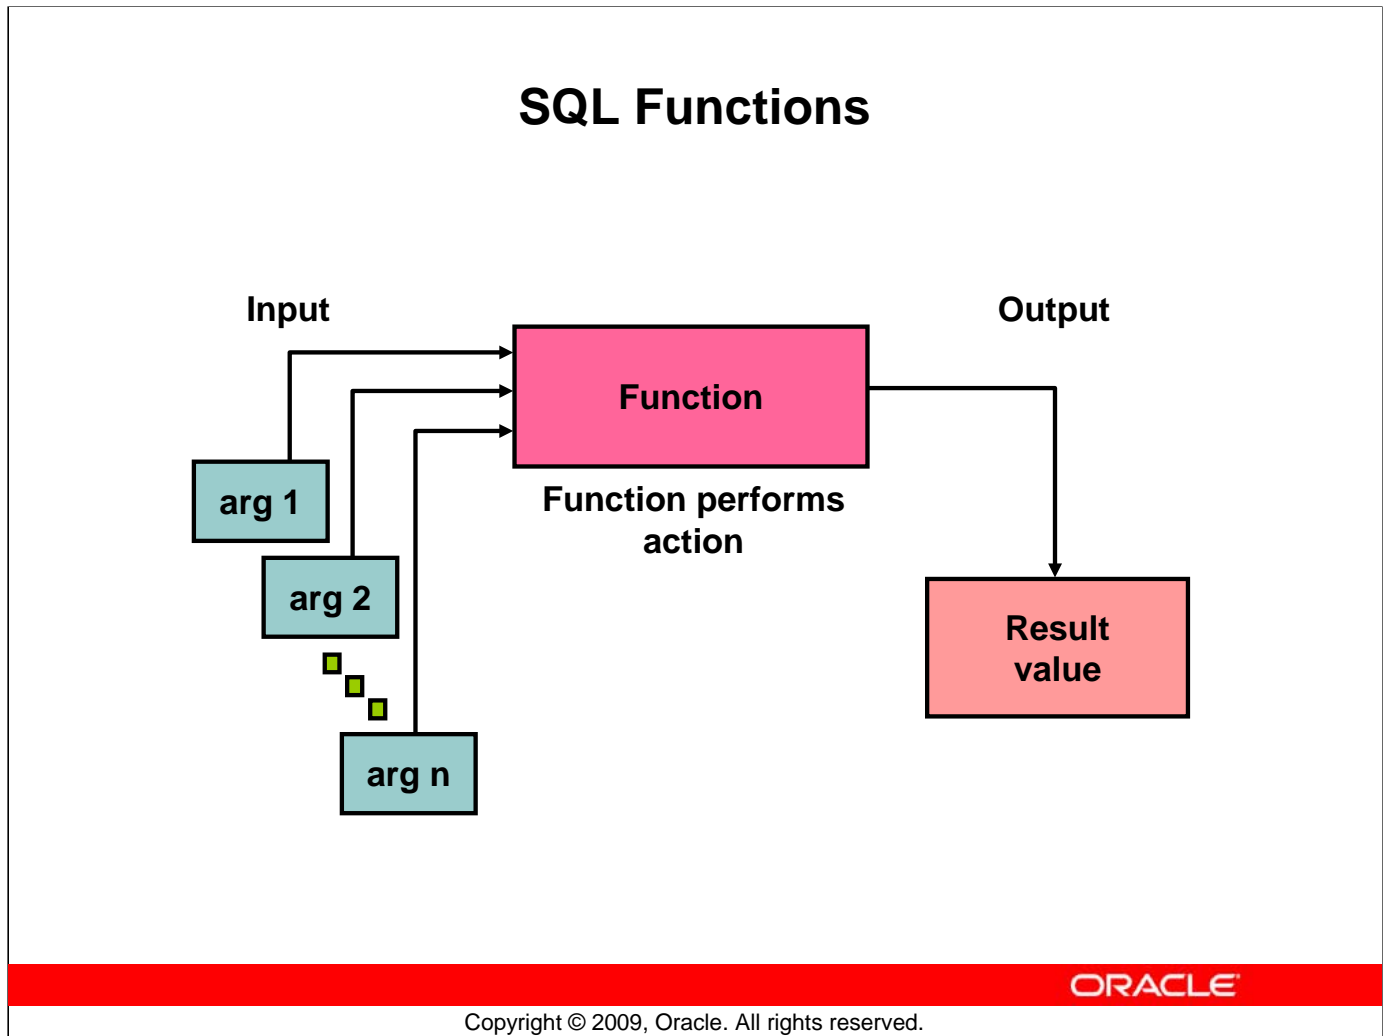 SQL Functions
Input
Output
Function
arg 1
Function performs
action
arg 2
Result
value
arg n
ORACLE
Copyright © 2009, Oracle. All rights reserved.